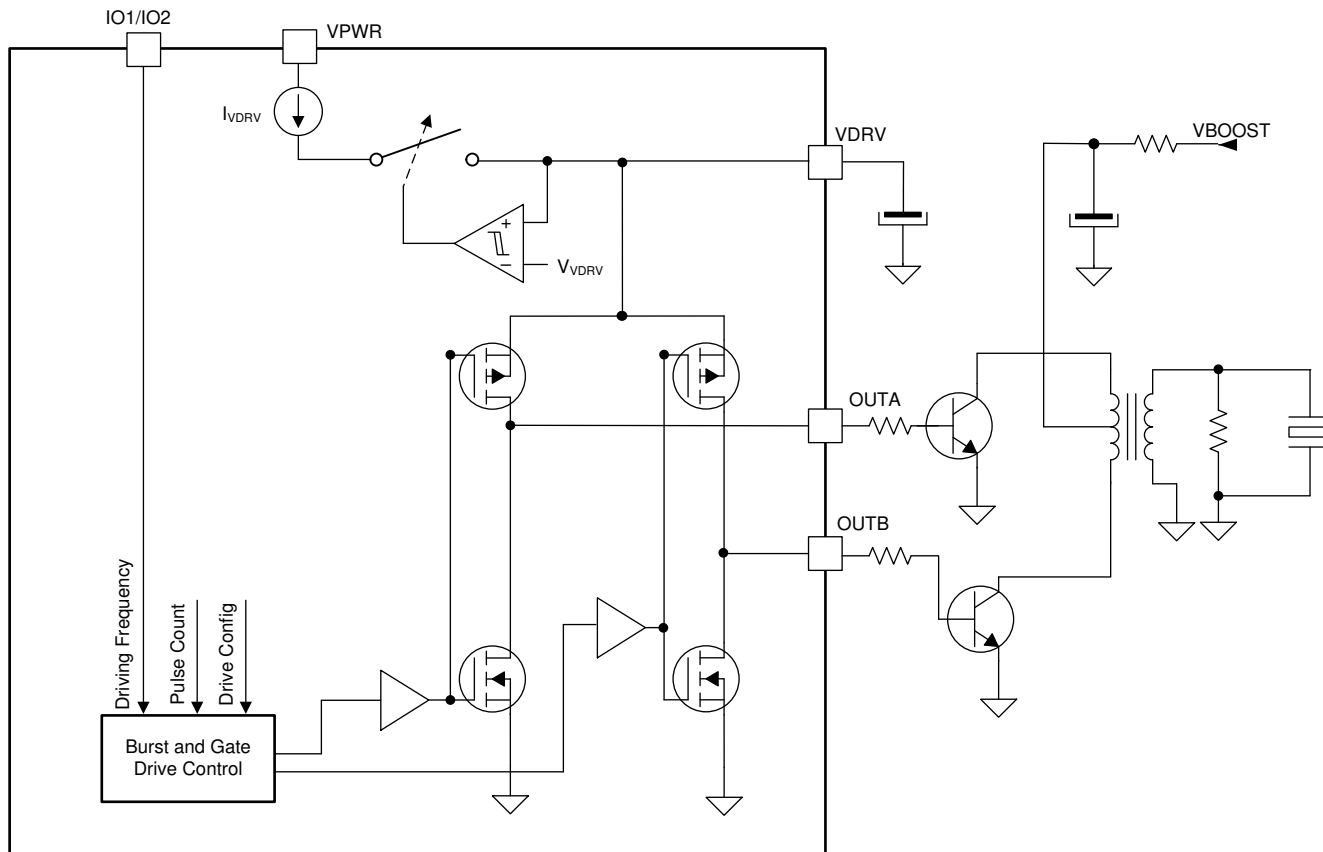 IO1/IO2
VPWR
IVDRV
VDRV
VBOOST
+
−
VVDRV
OUTA
OUTB
Driving Frequency
Pulse Count
Drive Config
Burst and Gate
Drive Control